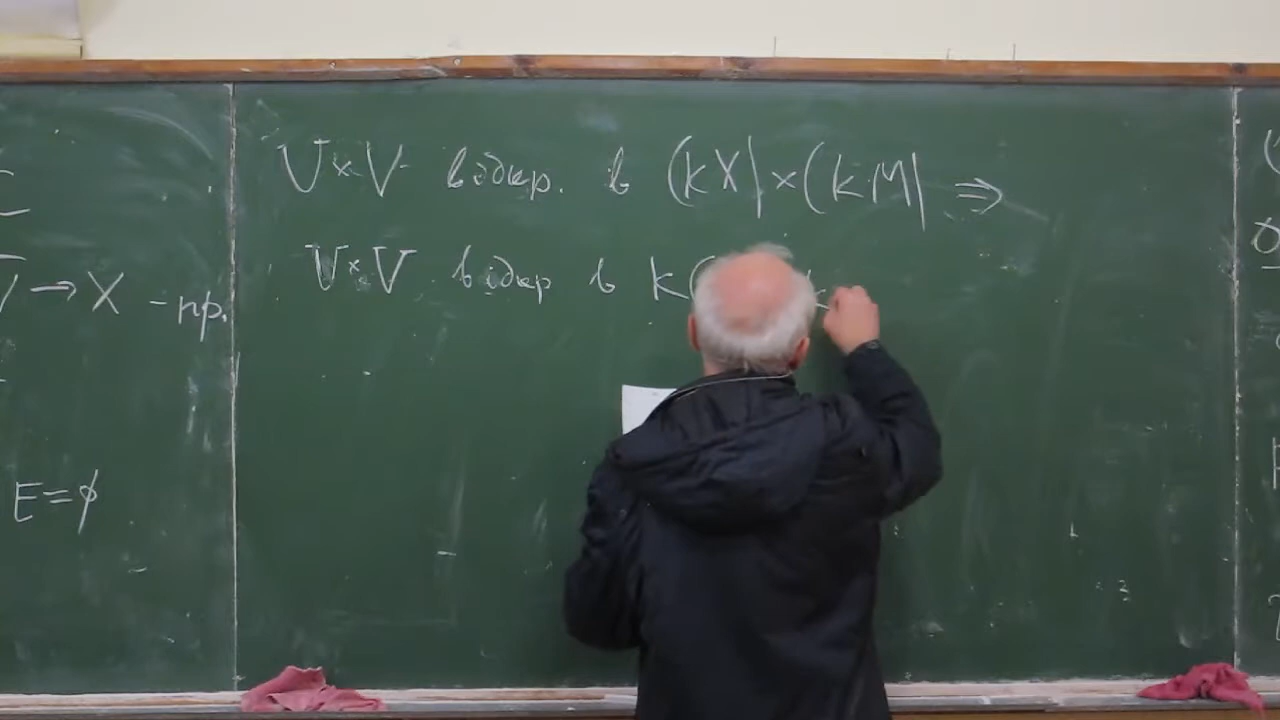 → X - пр.
E = ϕ
U × V відкр. в (kX) × (kM) ⇒
U × V відкр в k(